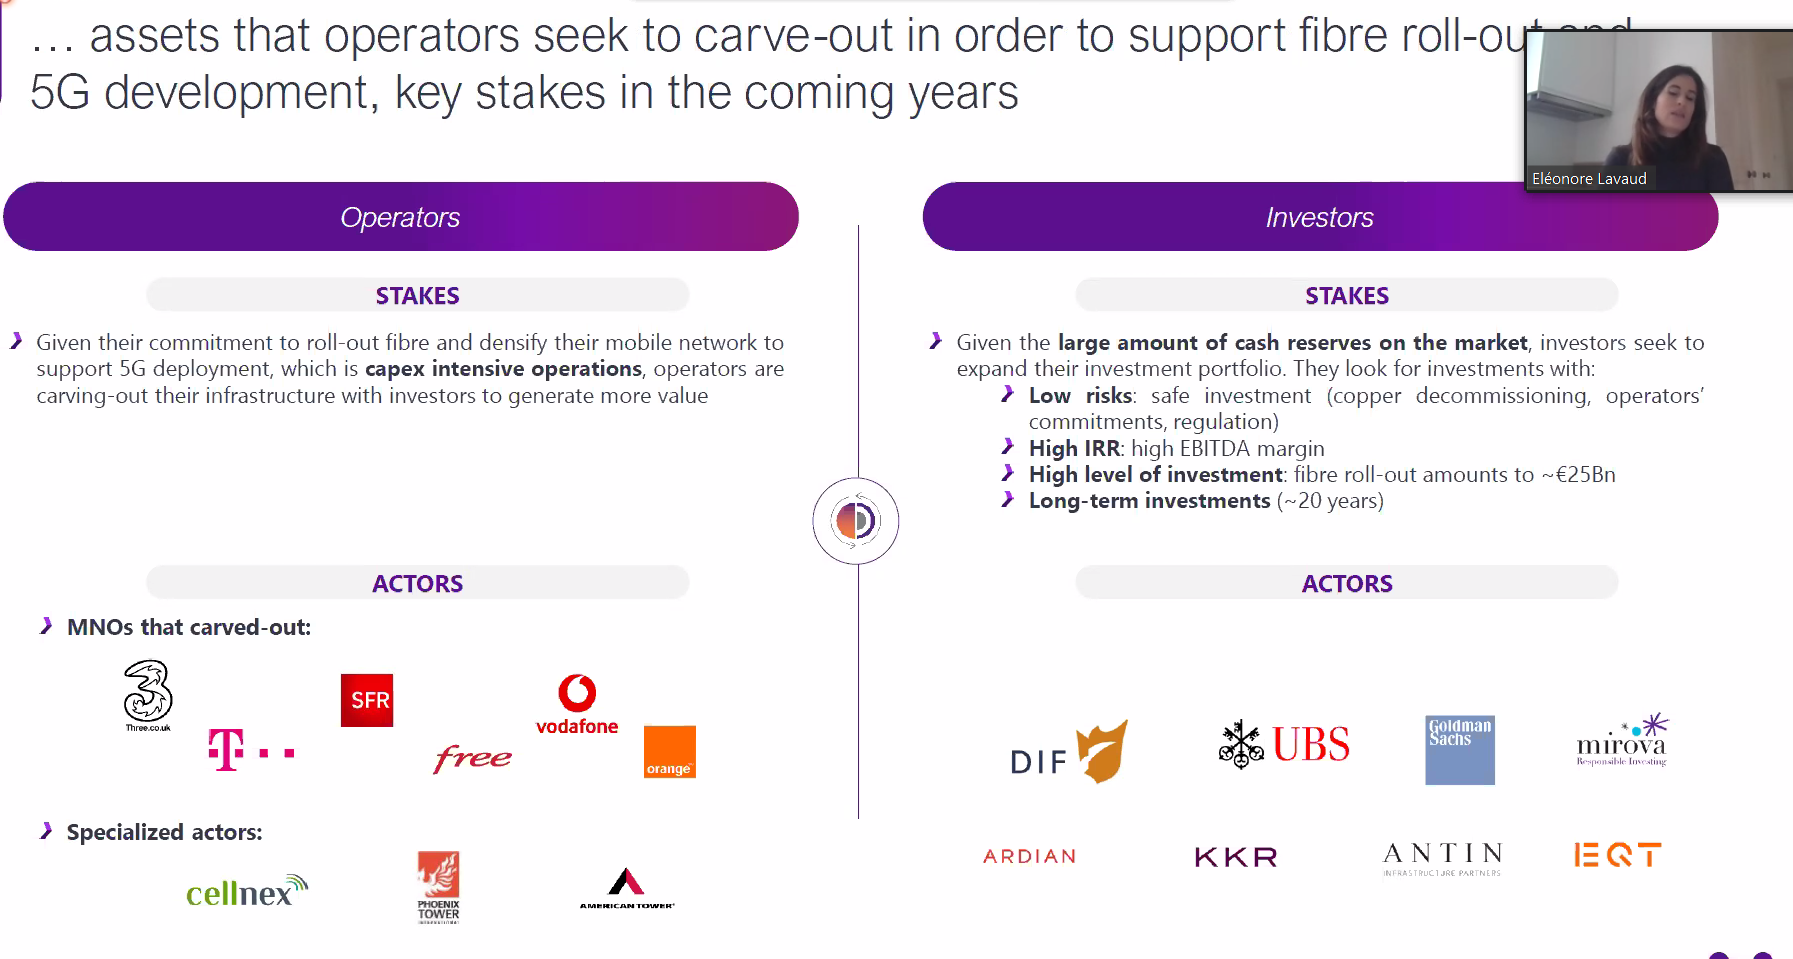 ... assets that operators seek to carve-out in order to support fibre roll-out and
5G development, key stakes in the coming years
Eléonore Lavaud
Operators
STAKES
Given their commitment to roll-out fibre and densify their mobile network to
support 5G deployment, which is capex intensive operations, operators are
carving-out their infrastructure with investors to generate more value
ACTORS
MNOs that carved-out:
3
Three.co.uk
T
SFR
free
vodafone
orange
Specialized actors:
cellnex
PHOENIX
TOWER
INTERNATIONAL
AMERICAN TOWER
Investors
STAKES
Given the large amount of cash reserves on the market, investors seek to
expand their investment portfolio. They look for investments with:
Low risks: safe investment (copper decommissioning, operators’
commitments, regulation)
High IRR: high EBITDA margin
High level of investment: fibre roll-out amounts to ~€25Bn
Long-term investments (~20 years)
ACTORS
DIF
UBS
Goldman
Sachs
mirova
Responsible Investing
ARDIAN
KKR
ANTIN
INFRASTRUCTURE PARTNERS
EQT